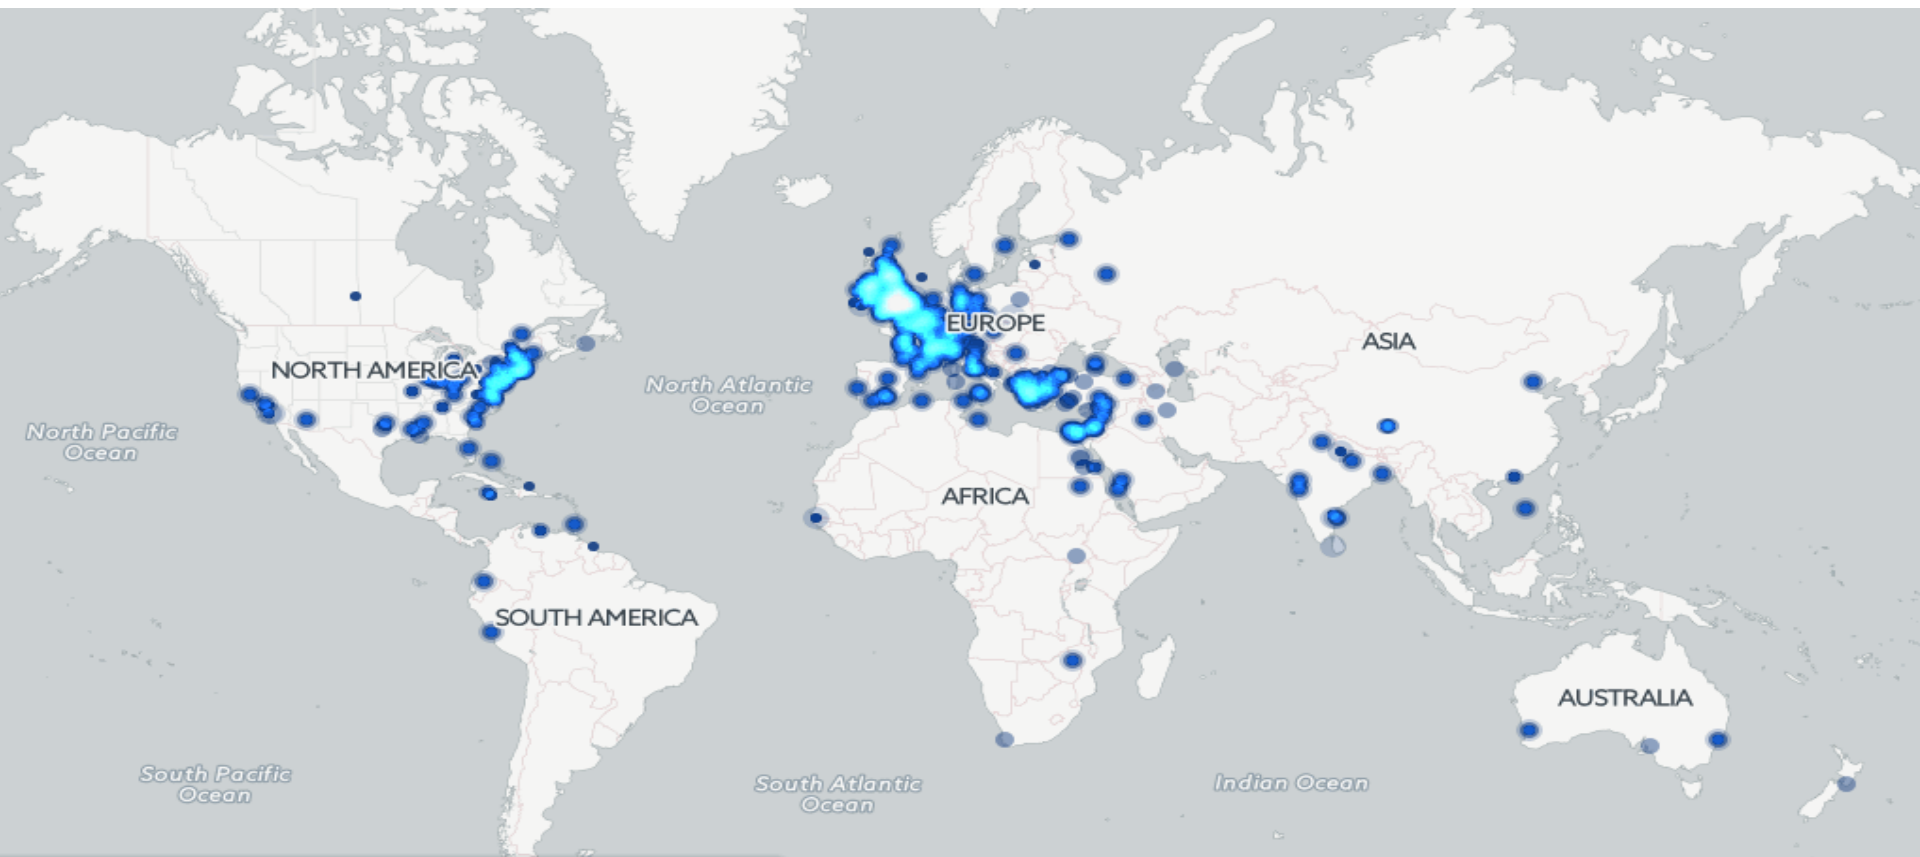 NORTH AMERICA
EUROPE
ASIA
North Atlantic
Ocean
North Pacific
Ocean
AFRICA
SOUTH AMERICA
AUSTRALIA
South Pacific
Ocean
South Atlantic
Ocean
Indian Ocean